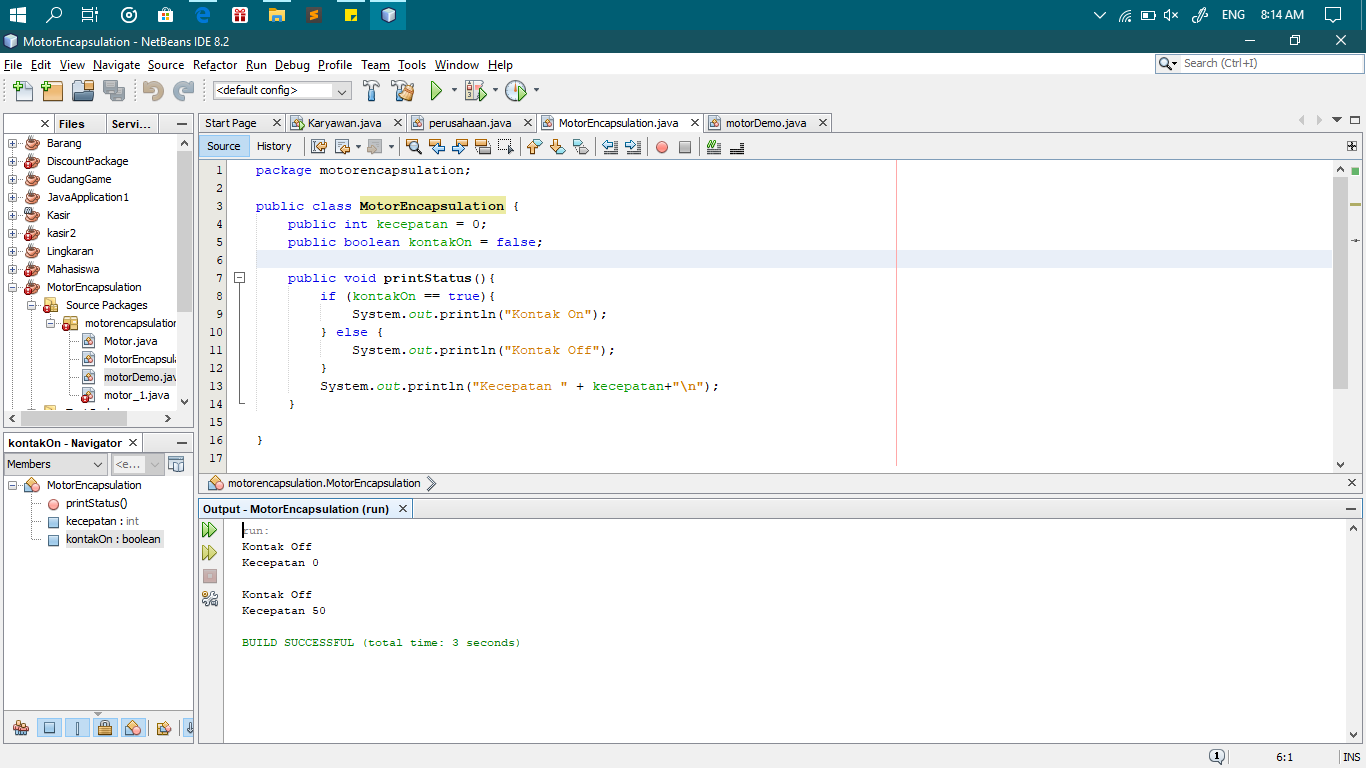 ENG 8:14 AM
MotorEncapsulation - NetBeans IDE 8.2
File Edit View Navigate Source Refactor Run Debug Profile Team Tools Window Help
Search (Ctrl+I)
<default config>
Files Servi...
Start Page Karyawan.java perusahaan.java MotorEncapsulation.java motorDemo.java
Source History
Barang
DiscountPackage
GudangGame
JavaApplication1
Kasir
kasir2
Lingkaran
Mahasiswa
MotorEncapsulation
Source Packages
motorencapsulation
Motor.java
MotorEncapsula
motorDemo.jav
motor_1.java
1 package motorencapsulation;
2
3 public class MotorEncapsulation {
4 public int kecepatan = 0;
5 public boolean kontakOn = false;
6
7 public void printStatus(){
8 if (kontakOn == true){
9 System.out.println("Kontak On");
10 } else {
11 System.out.println("Kontak Off");
12 }
13 System.out.println("Kecepatan " + kecepatan+"\n");
14 }
15
16 }
17
motorencapsulation.MotorEncapsulation
kontakOn - Navigator
Members <e...
MotorEncapsulation
printStatus()
kecepatan : int
kontakOn : boolean
Output - MotorEncapsulation (run)
run:
Kontak Off
Kecepatan 0
Kontak Off
Kecepatan 50
BUILD SUCCESSFUL (total time: 3 seconds)
1 6:1 INS